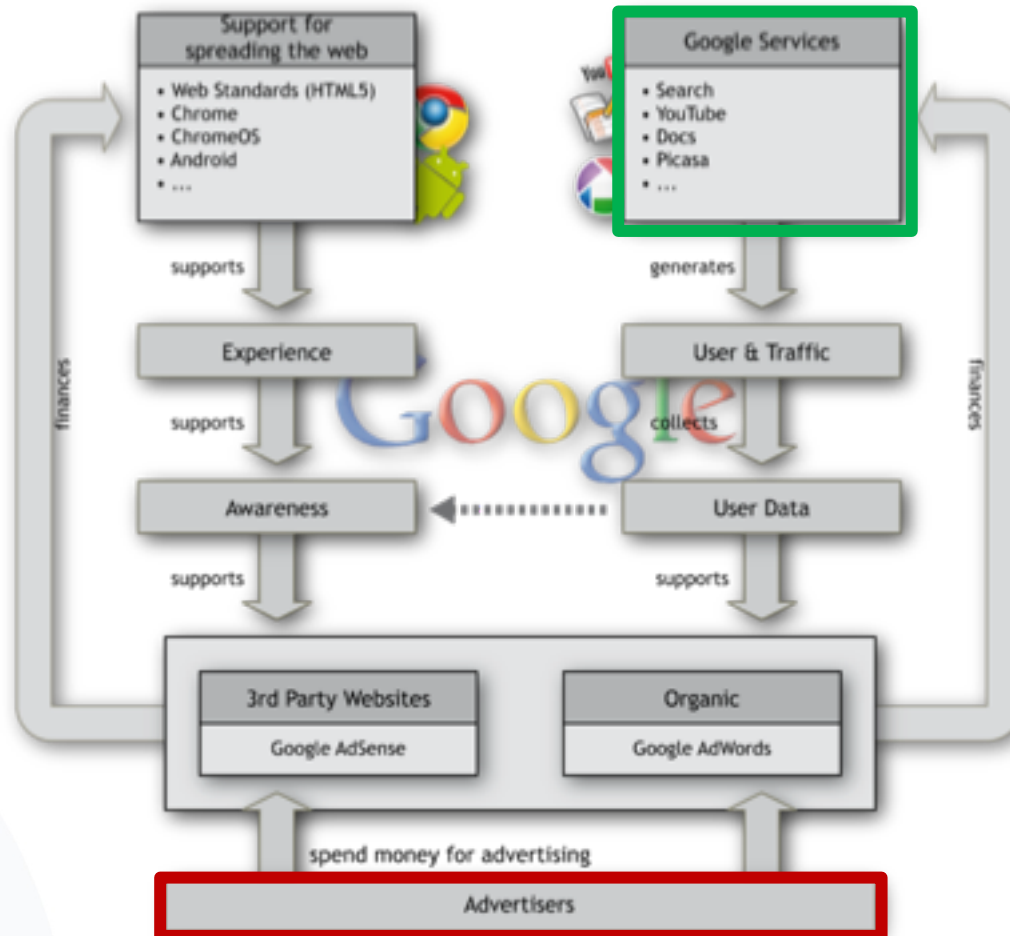 Support for
spreading the web
• Web Standards (HTML5)
• Chrome
• ChromeOS
• Android
• ...
Google Services
• Search
• YouTube
• Docs
• Picasa
• ...
You
supports
generates
Experience
User & Traffic
finances
finances
Google
supports
collects
Awareness
User Data
supports
supports
3rd Party Websites
Google AdSense
Organic
Google AdWords
spend money for advertising
Advertisers